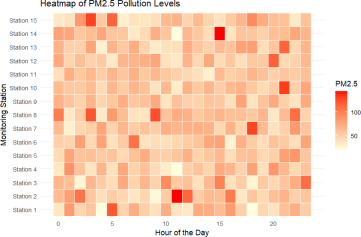 Heatmap of PM2.5 Pollution Levels
Monitoring Station
Station 15
Station 14
Station 13
Station 12
Station 11
Station 10
Station 9
Station 8
Station 7
Station 6
Station 5
Station 4
Station 3
Station 2
Station 1
0
5
10
15
20
Hour of the Day
PM2.5
100
50